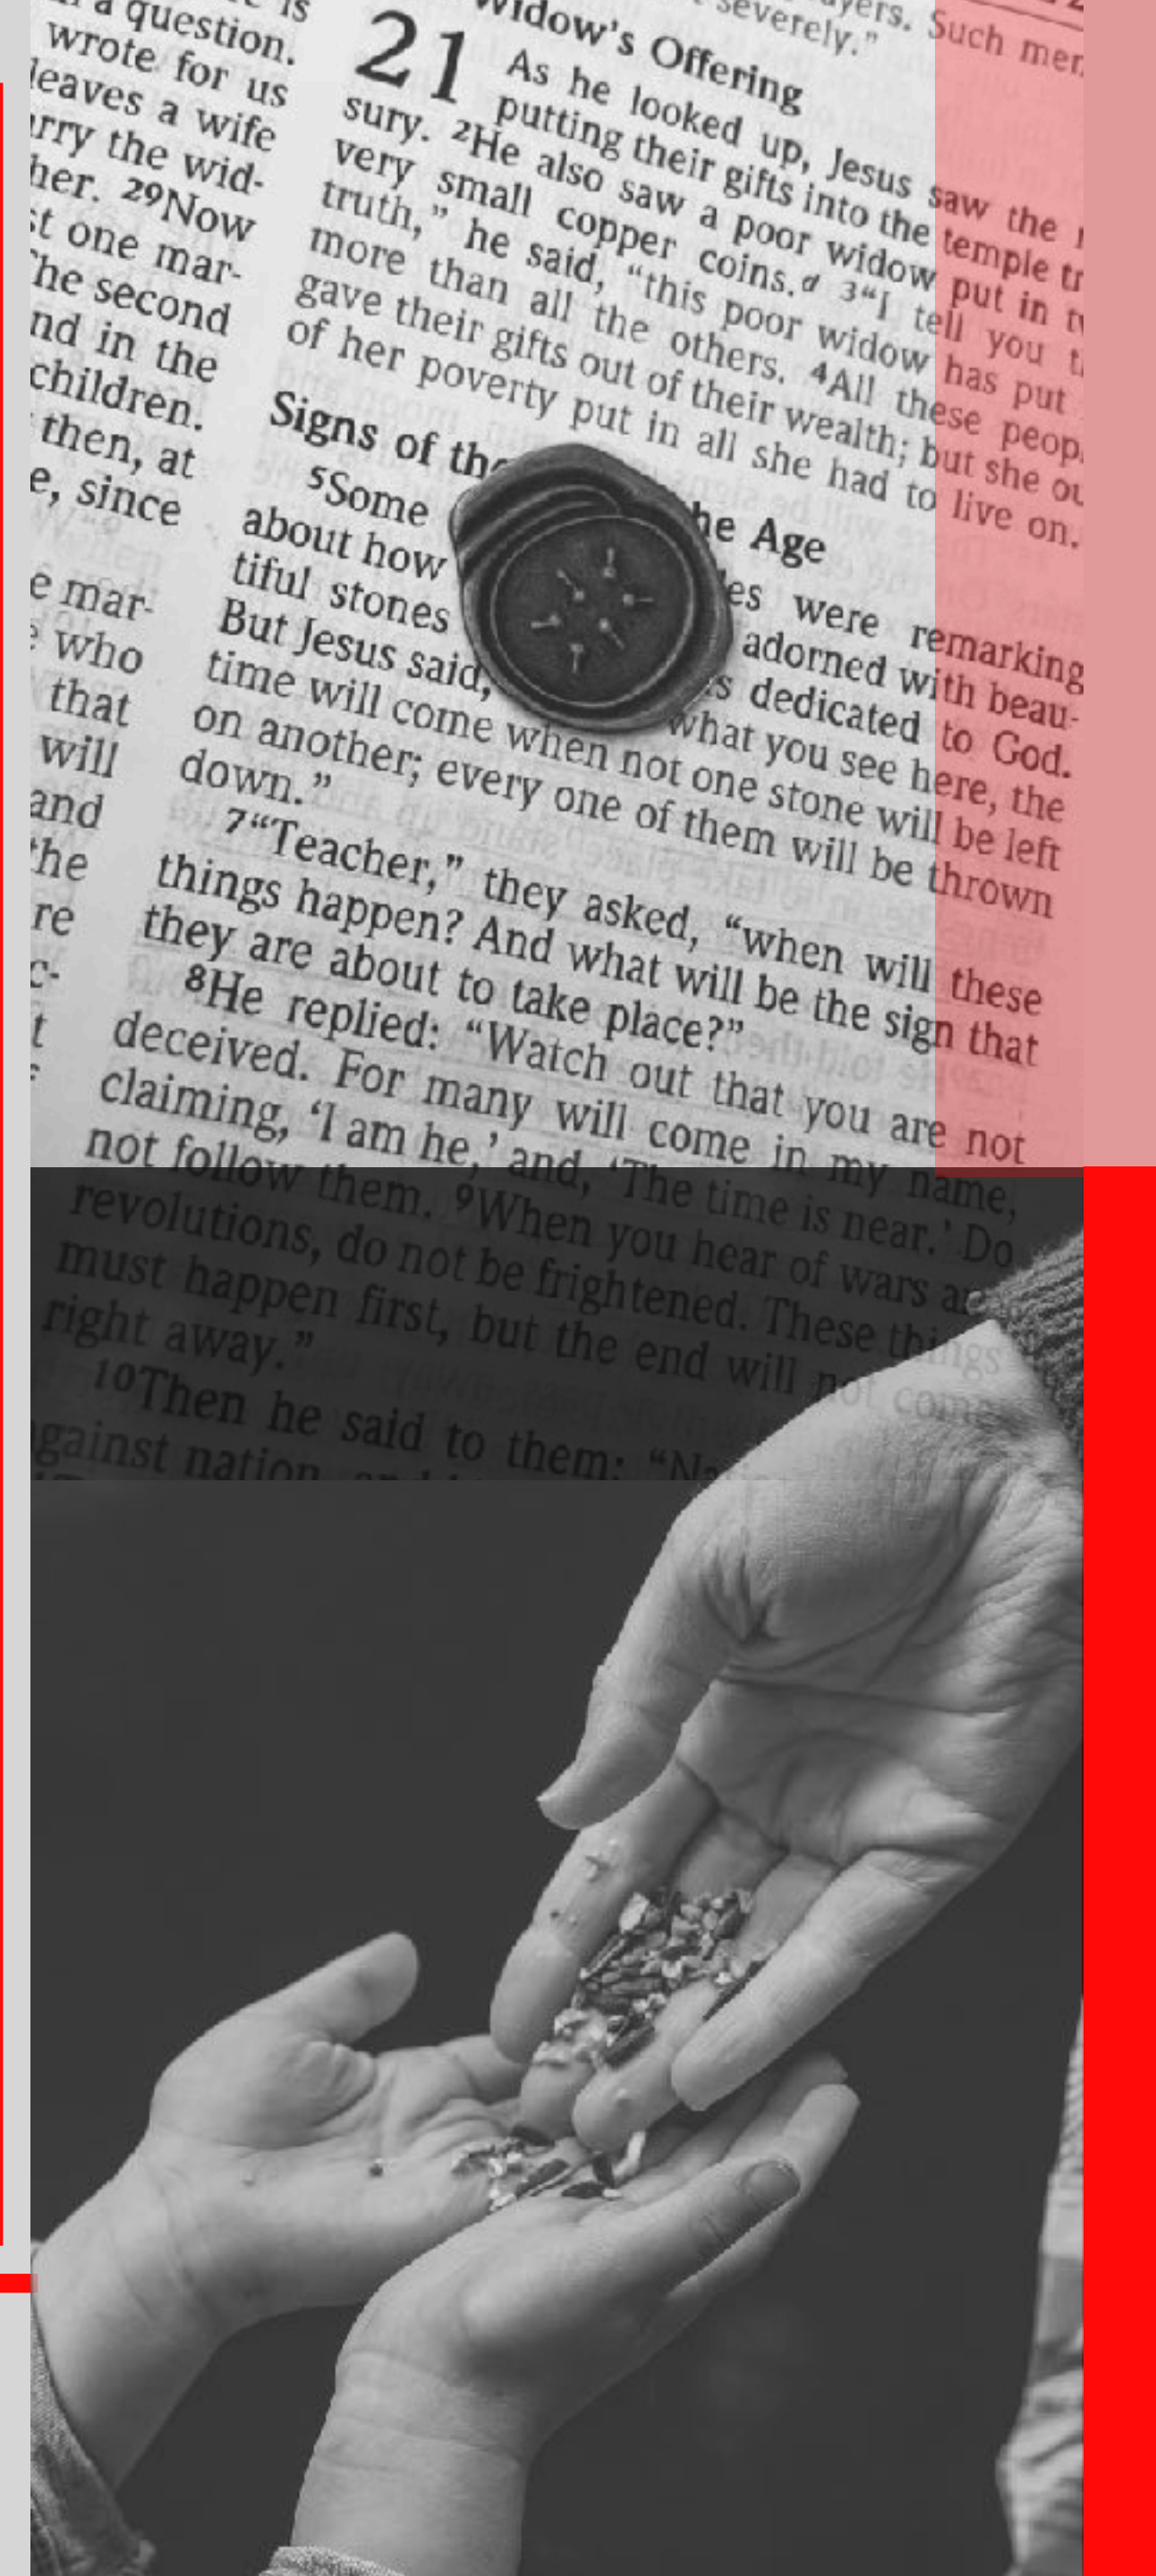 is
a question.
wrote for us
leaves a wife
rry the wid-
her. 29Now
st one mar-
he second
nd in the
children.
then, at
e, since
e mar-
who
that
will
and
the
re
c-
t
yers. Such men
severely.”
Widow's Offering
21 As he looked up, Jesus saw the
putting their gifts into the temple tr
sury. 2He also saw a poor widow put in tw
very small copper coins.a 3“I tell you t
truth,” he said, “this poor widow has put
more than all the others. 4All these peop
gave their gifts out of their wealth; but she ou
of her poverty put in all she had to live on.
Signs of the he Age
5Some es were remarking
about how adorned with beau-
tiful stones s dedicated to God.
But Jesus said, what you see here, the
time will come when not one stone will be left
on another; every one of them will be thrown
down.”
7“Teacher,” they asked, “when will these
things happen? And what will be the sign that
they are about to take place?”
8He replied: “Watch out that you are not
deceived. For many will come in my name,
claiming, ‘I am he,’ and, ‘The time is near.’ Do
not follow them. 9When you hear of wars a
revolutions, do not be frightened. These things
must happen first, but the end will not come
right away.”
10Then he said to them: “Na
gainst nation